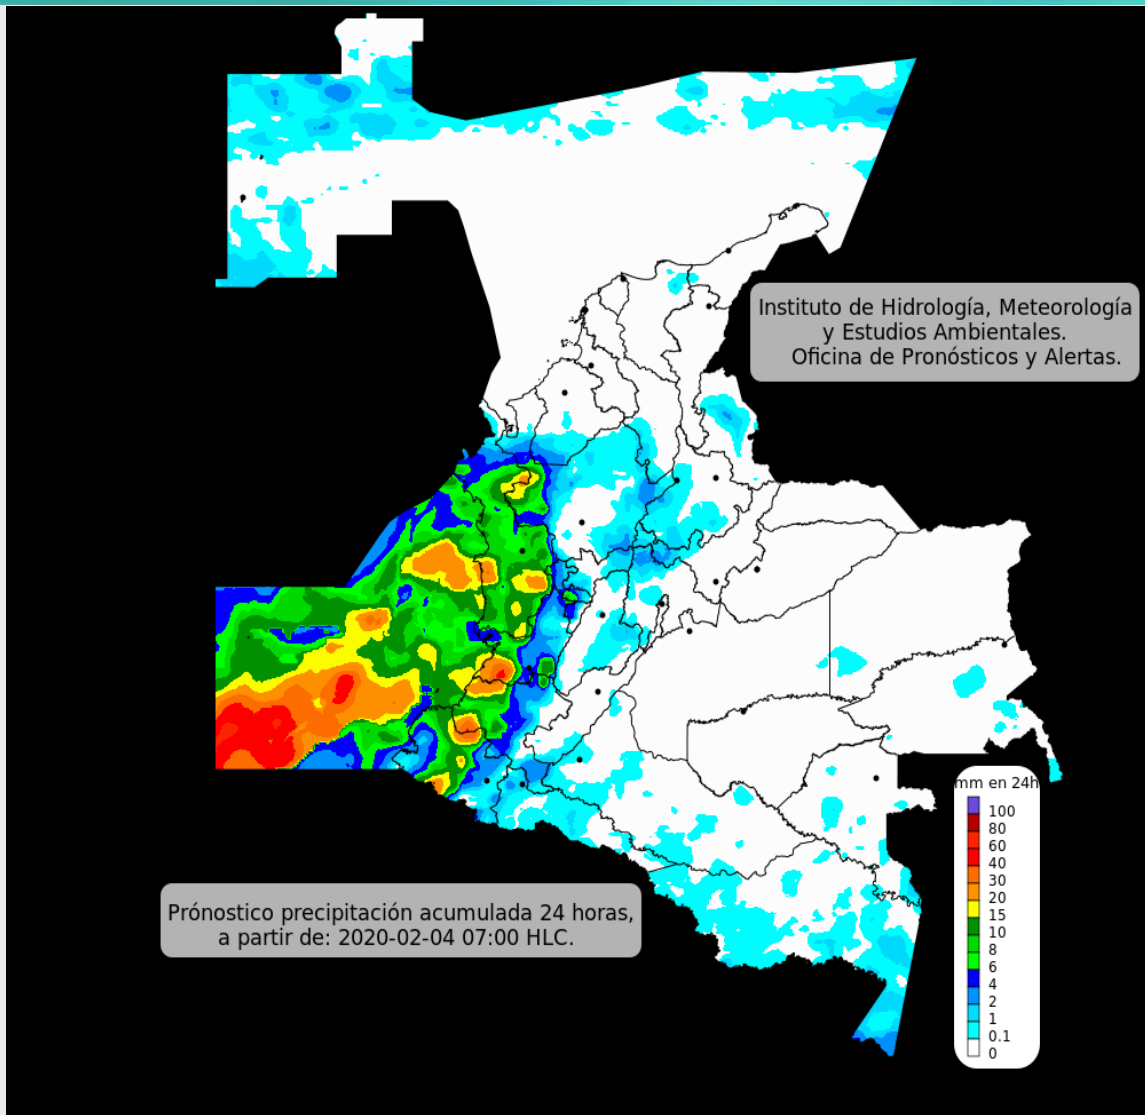 Instituto de Hidrología, Meteorología
y Estudios Ambientales.
Oficina de Pronósticos y Alertas.
mm en 24h
100
80
60
40
30
20
15
10
8
6
4
2
1
0.1
0
Prónostico precipitación acumulada 24 horas,
a partir de: 2020-02-04 07:00 HLC.